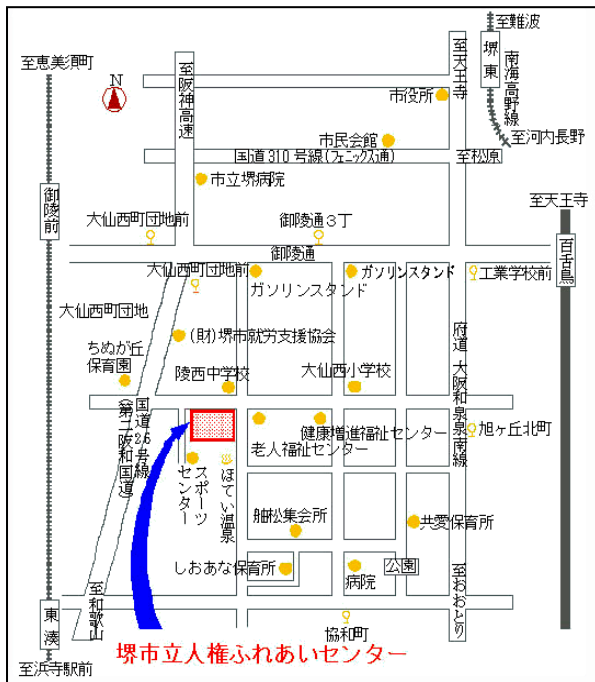 至難波
至恵美須町
N
至阪神高速
至天王寺
堺東
南海高野線
市役所
市民会館
至河内長野
国道310号線(フェニックス通)
至松原
市立堺病院
御陵前
至天王寺
大仙西町団地前
御陵通3丁
御陵通
百舌鳥
大仙西町団地前
ガソリンスタンド
ガソリンスタンド
工業学校前
大仙西町団地
(財)堺市就労支援協会
ちぬが丘
保育園
陵西中学校
大仙西小学校
府道 大阪和泉泉南線
国道26号線
(第二阪和国道)
健康増進福祉センター
旭ヶ丘北町
老人福祉センター
スポーツ
センター
ほてい温泉
舳松集会所
共愛保育所
しおあな保育所
病院
公園
至おおとり
至和歌山
東湊
協和町
堺市立人権ふれあいセンター
至浜寺駅前